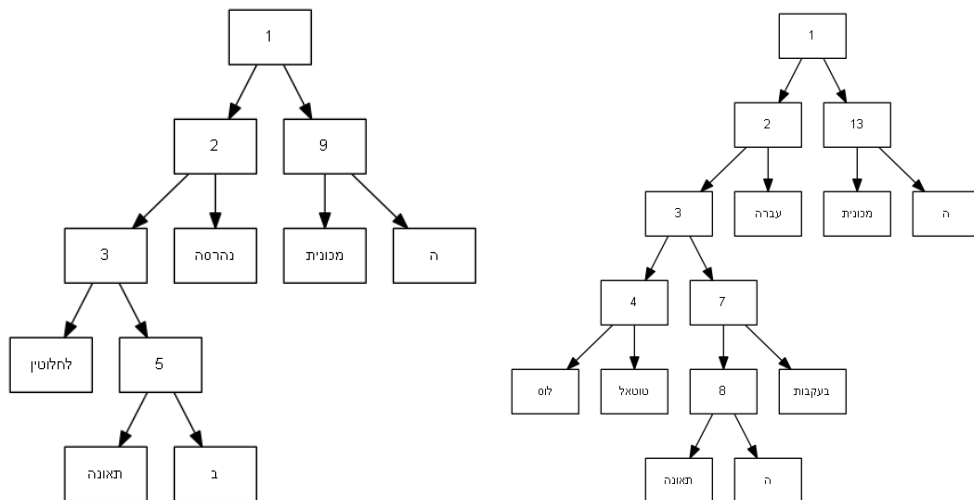 1
2
9
3
נהרסה
מכונית
ה
לחלוטין
5
תאונה
ב
1
2
13
3
עברה
מכונית
ה
4
7
לוס
טוטאל
8
בעקבות
תאונה
ה